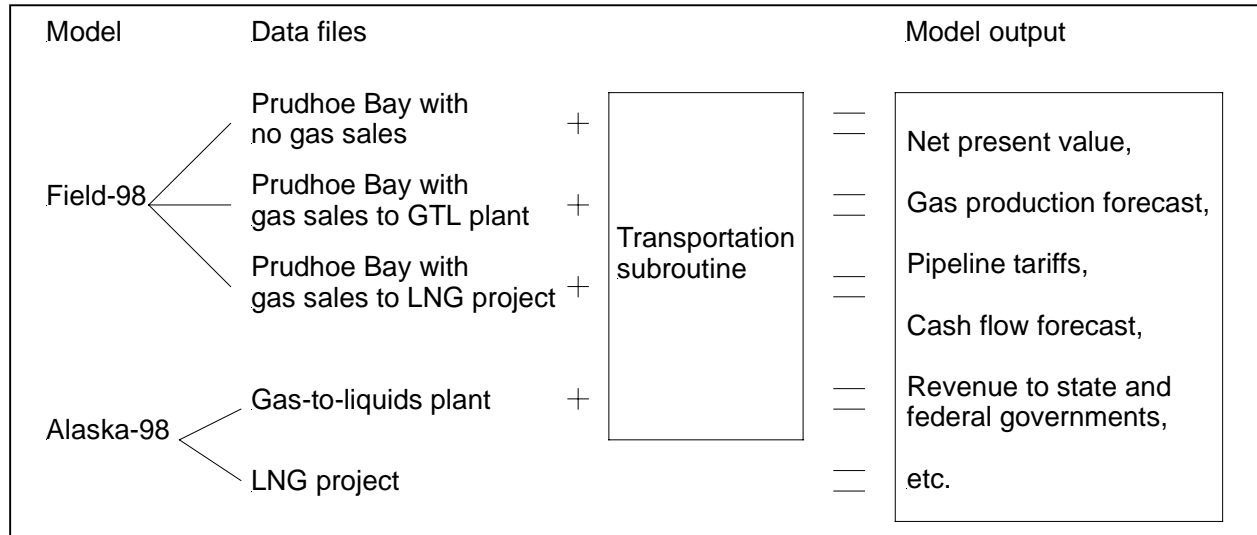 Model Data files Model output
Prudhoe Bay with
no gas sales
+
=
Net present value,
Field-98
Prudhoe Bay with
gas sales to GTL plant
+
=
Gas production forecast,
Transportation
subroutine
Prudhoe Bay with
gas sales to LNG project
+
=
Pipeline tariffs,
Cash flow forecast,
Alaska-98
Gas-to-liquids plant
+
=
Revenue to state and
federal governments,
LNG project
=
etc.